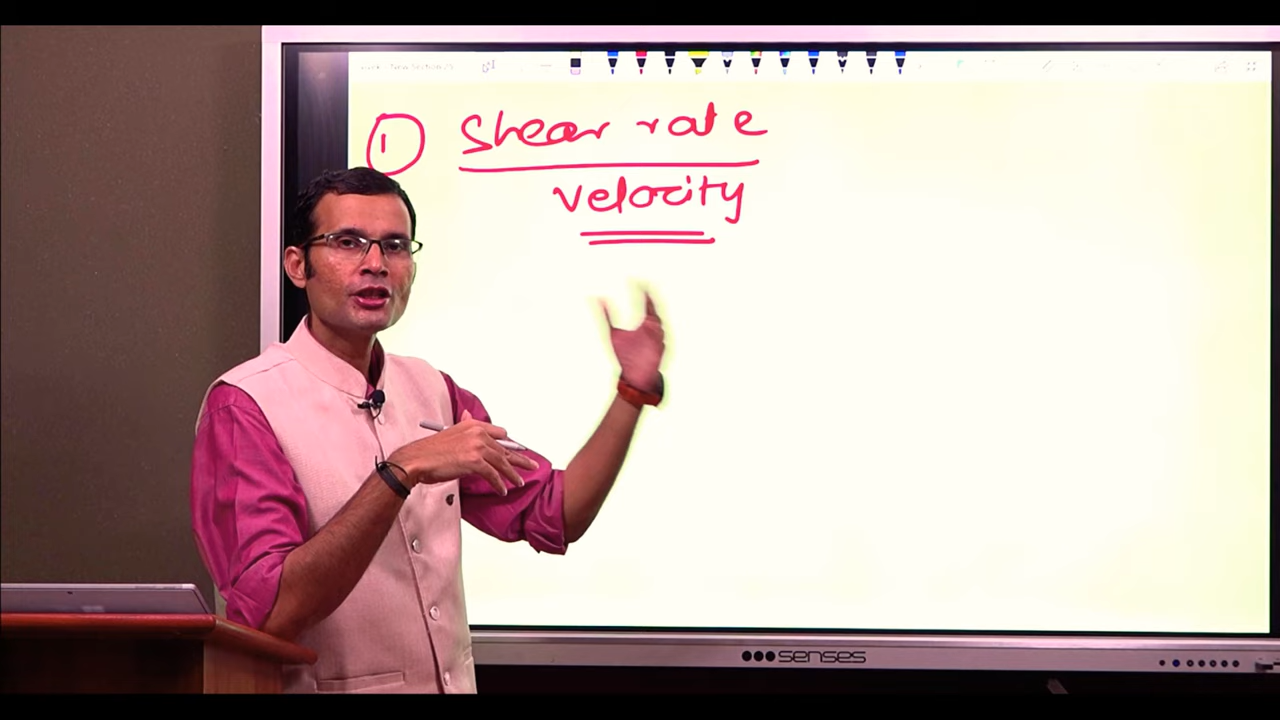 ① Shear rate
velocity
senses